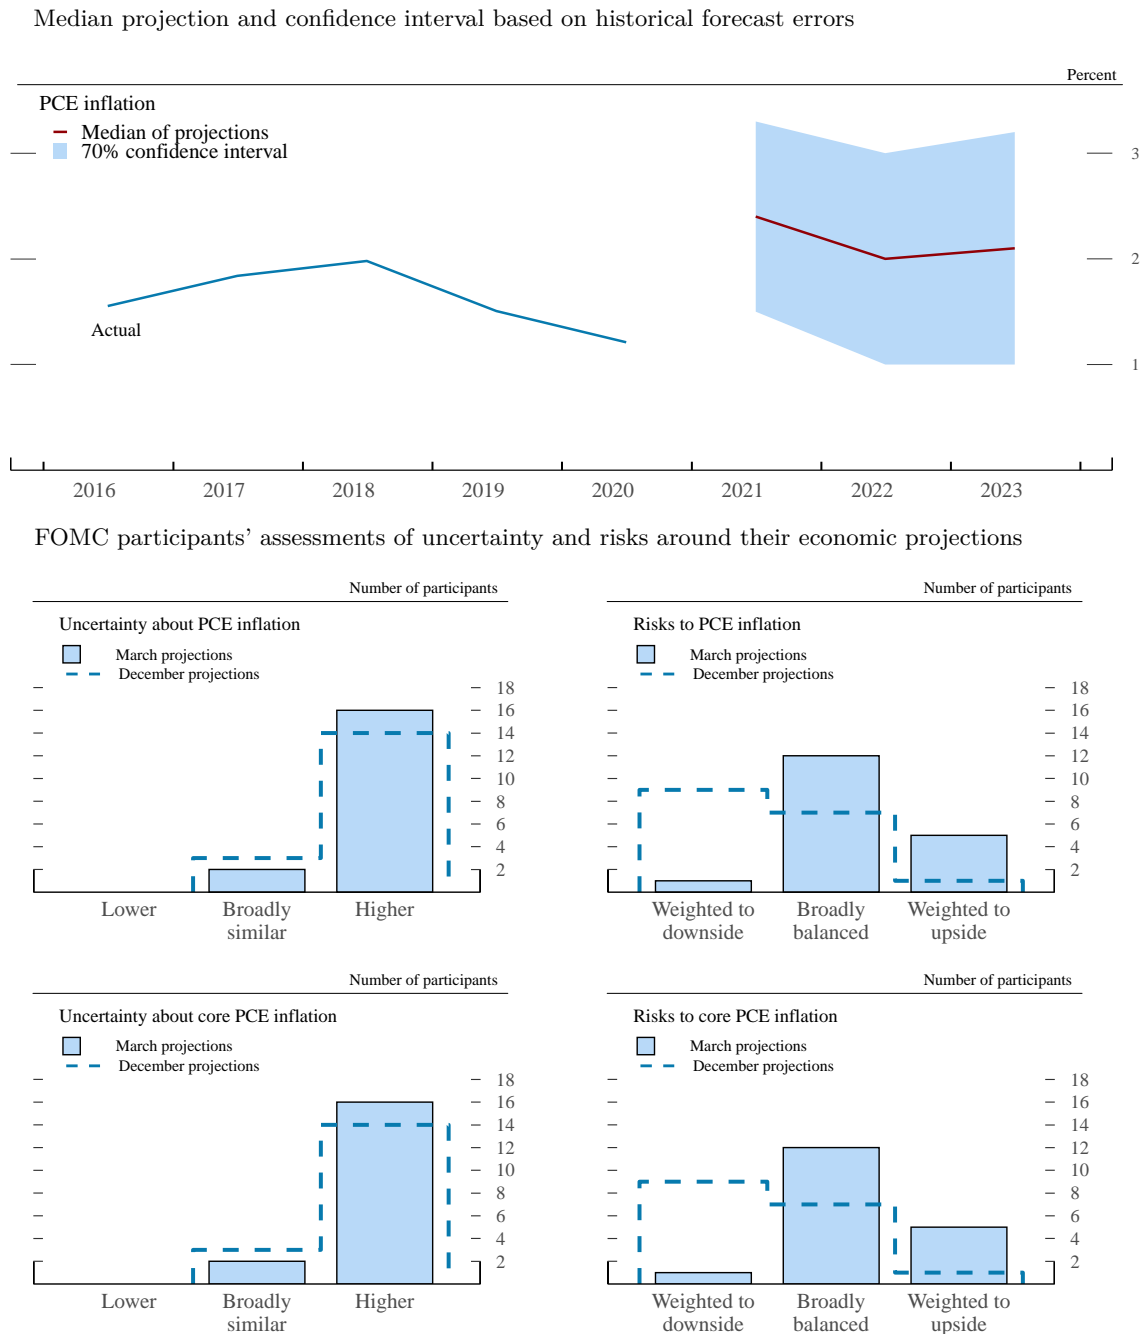 Median projection and confidence interval based on historical forecast errors
Percent
PCE inflation
Median of projections
70% confidence interval
3
2
1
Actual
2016 2017 2018 2019 2020 2021 2022 2023
FOMC participants’ assessments of uncertainty and risks around their economic projections
Number of participants
Uncertainty about PCE inflation
March projections
December projections
18
16
14
12
10
8
6
4
2
Lower Broadly similar Higher
Number of participants
Risks to PCE inflation
March projections
December projections
18
16
14
12
10
8
6
4
2
Weighted to downside Broadly balanced Weighted to upside
Number of participants
Uncertainty about core PCE inflation
March projections
December projections
18
16
14
12
10
8
6
4
2
Lower Broadly similar Higher
Number of participants
Risks to core PCE inflation
March projections
December projections
18
16
14
12
10
8
6
4
2
Weighted to downside Broadly balanced Weighted to upside